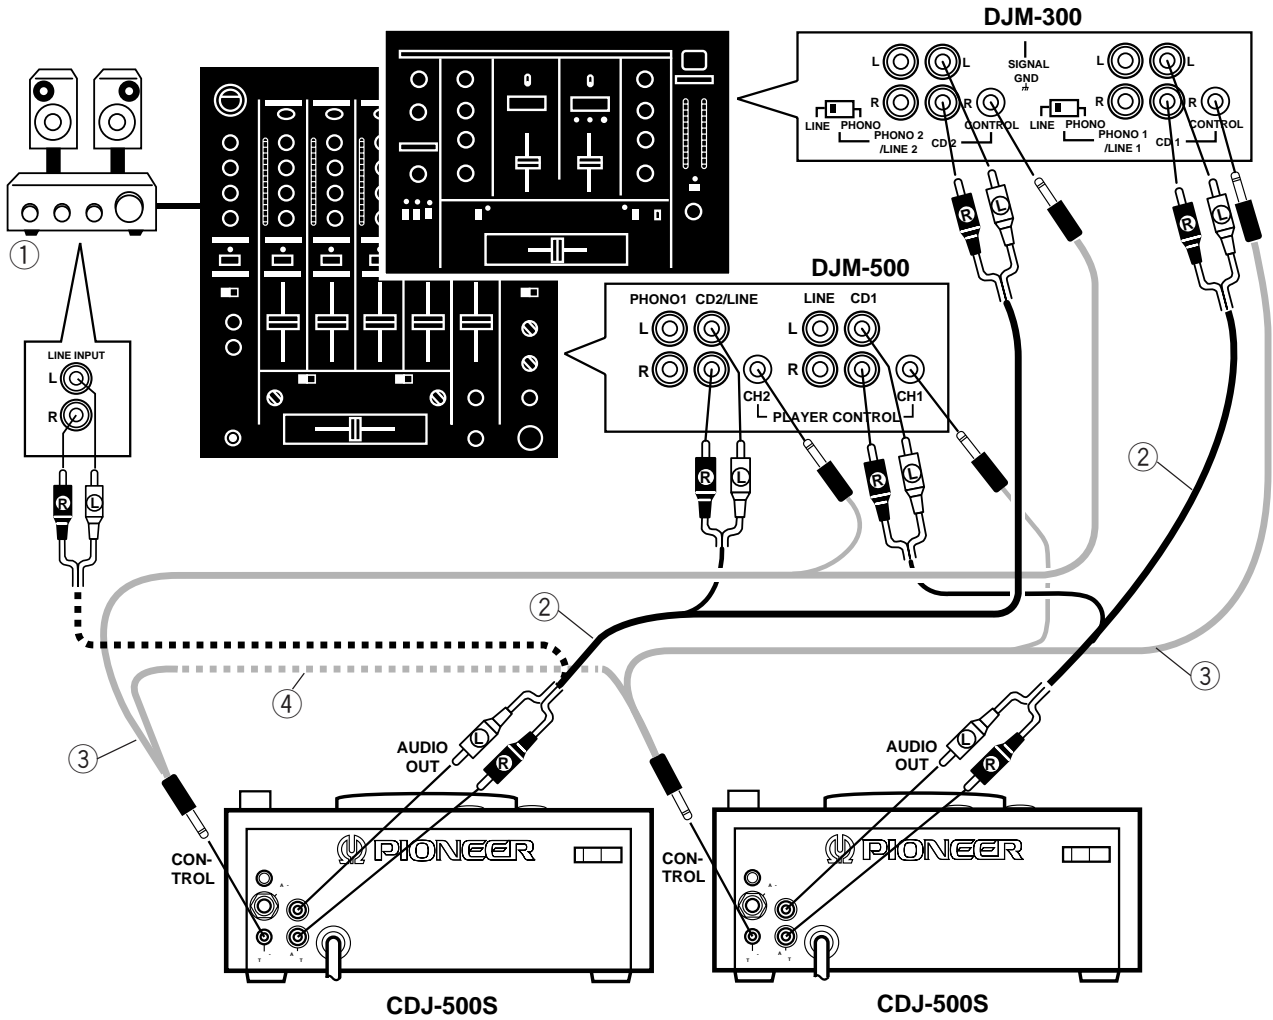 DJM-300
L
L
SIGNAL
GND
L
L
R
R
R
R
LINE PHONO
PHONO 2
/LINE 2
CD 2
CONTROL
LINE PHONO
PHONO 1
/LINE 1
CD 1
CONTROL
R
L
R
L
1
DJM-500
PHONO1 CD2/LINE
LINE CD1
L
L
R
R
CH2
PLAYER CONTROL
CH1
LINE INPUT
L
R
R
L
R
L
R
L
2
2
3
4
3
AUDIO
OUT
L
R
AUDIO
OUT
L
R
PIONEER
PIONEER
CON-
TROL
CON-
TROL
A -
A -
T
-
A
T
T
-
A
T
CDJ-500S
CDJ-500S